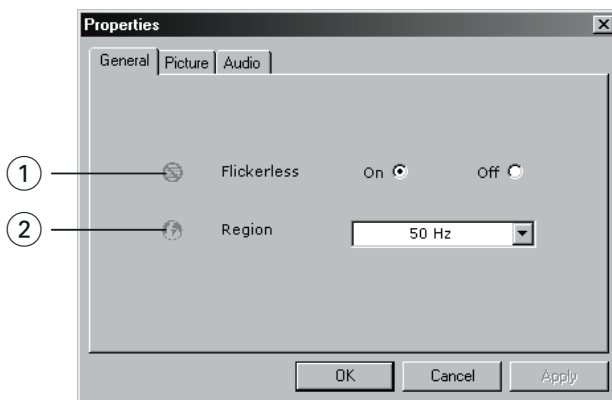 Properties
General Picture Audio
1 Flickerless On Off
2 Region 50 Hz
OK Cancel Apply